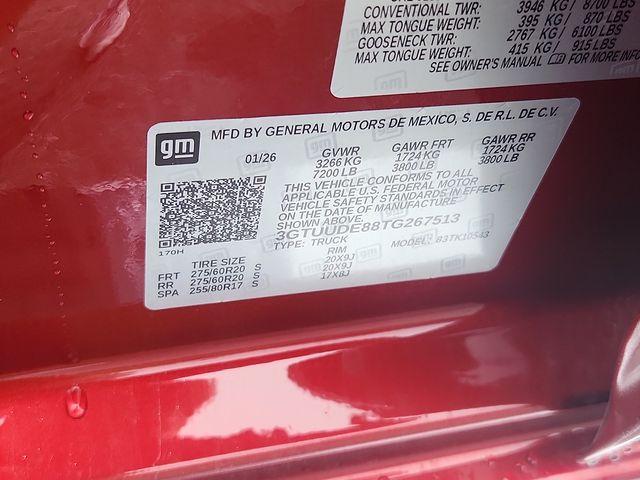 CONVENTIONAL TWR: 3946 KG / 8700 LBS
MAX TONGUE WEIGHT: 395 KG / 870 LBS
GOOSENECK TWR: 2767 KG / 6100 LBS
MAX TONGUE WEIGHT: 415 KG / 915 LBS
SEE OWNER'S MANUAL FOR MORE INFO
gm MFD BY GENERAL MOTORS DE MEXICO, S. DE R.L. DE C.V.
01/26 GVWR GAWR FRT GAWR RR
3266 KG 1724 KG 1724 KG
7200 LB 3800 LB 3800 LB
THIS VEHICLE CONFORMS TO ALL
APPLICABLE U.S. FEDERAL MOTOR
VEHICLE SAFETY STANDARDS IN EFFECT
ON THE DATE OF MANUFACTURE
SHOWN ABOVE.
3GTUUDE88TG267513
TYPE: TRUCK MODEL: 83TK10543
170H
TIRE SIZE RIM
FRT 275/60R20 S 20X9J
RR 275/60R20 S 20X9J
SPA 255/80R17 S 17X8J